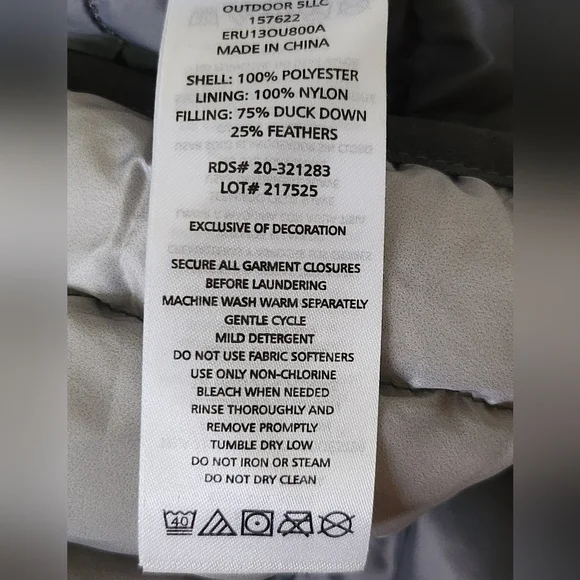 OUTDOOR 5LLC
157622
ERU13OU800A
MADE IN CHINA
SHELL: 100% POLYESTER
LINING: 100% NYLON
FILLING: 75% DUCK DOWN
25% FEATHERS
RDS# 20-321283
LOT# 217525
EXCLUSIVE OF DECORATION
SECURE ALL GARMENT CLOSURES
BEFORE LAUNDERING
MACHINE WASH WARM SEPARATELY
GENTLE CYCLE
MILD DETERGENT
DO NOT USE FABRIC SOFTENERS
USE ONLY NON-CHLORINE
BLEACH WHEN NEEDED
RINSE THOROUGHLY AND
REMOVE PROMPTLY
TUMBLE DRY LOW
DO NOT IRON OR STEAM
DO NOT DRY CLEAN
40